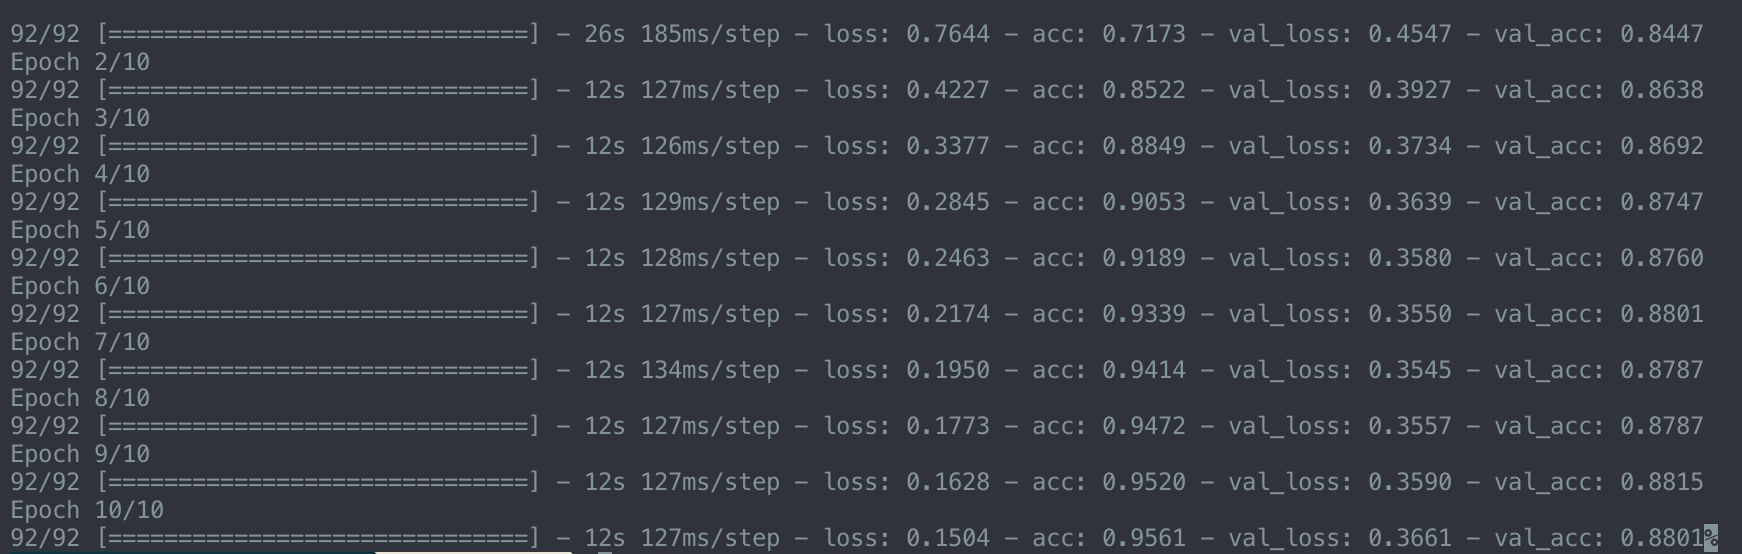 92/92 [==============================] - 26s 185ms/step - loss: 0.7644 - acc: 0.7173 - val_loss: 0.4547 - val_acc: 0.8447
Epoch 2/10
92/92 [==============================] - 12s 127ms/step - loss: 0.4227 - acc: 0.8522 - val_loss: 0.3927 - val_acc: 0.8638
Epoch 3/10
92/92 [==============================] - 12s 126ms/step - loss: 0.3377 - acc: 0.8849 - val_loss: 0.3734 - val_acc: 0.8692
Epoch 4/10
92/92 [==============================] - 12s 129ms/step - loss: 0.2845 - acc: 0.9053 - val_loss: 0.3639 - val_acc: 0.8747
Epoch 5/10
92/92 [==============================] - 12s 128ms/step - loss: 0.2463 - acc: 0.9189 - val_loss: 0.3580 - val_acc: 0.8760
Epoch 6/10
92/92 [==============================] - 12s 127ms/step - loss: 0.2174 - acc: 0.9339 - val_loss: 0.3550 - val_acc: 0.8801
Epoch 7/10
92/92 [==============================] - 12s 134ms/step - loss: 0.1950 - acc: 0.9414 - val_loss: 0.3545 - val_acc: 0.8787
Epoch 8/10
92/92 [==============================] - 12s 127ms/step - loss: 0.1773 - acc: 0.9472 - val_loss: 0.3557 - val_acc: 0.8787
Epoch 9/10
92/92 [==============================] - 12s 127ms/step - loss: 0.1628 - acc: 0.9520 - val_loss: 0.3590 - val_acc: 0.8815
Epoch 10/10
92/92 [==============================] - 12s 127ms/step - loss: 0.1504 - acc: 0.9561 - val_loss: 0.3661 - val_acc: 0.8801%